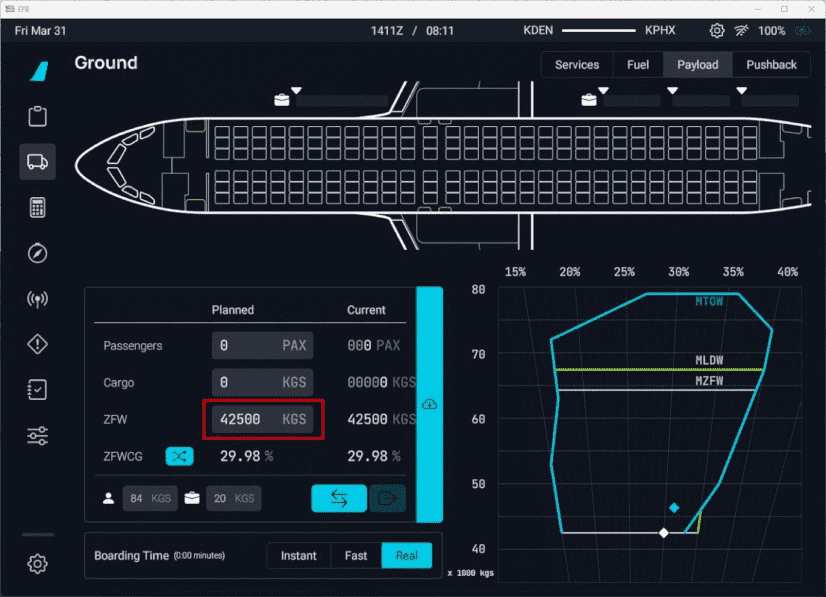 EFB
Fri Mar 31 1411Z / 08:11 KDEN KPHX 100%
Ground Services Fuel Payload Pushback
15% 20% 25% 30% 35% 40%
Planned Current
Passengers 0 PAX 000 PAX
Cargo 0 KGS 00000 KGS
ZFW 42500 KGS 42500 KGS
ZFWCG 29.98 % 29.98 %
84 KGS 20 KGS
Boarding Time (0:00 minutes) Instant Fast Real
80
70
60
50
40
x 1000 kgs
MTOW
MLDW
MZFW